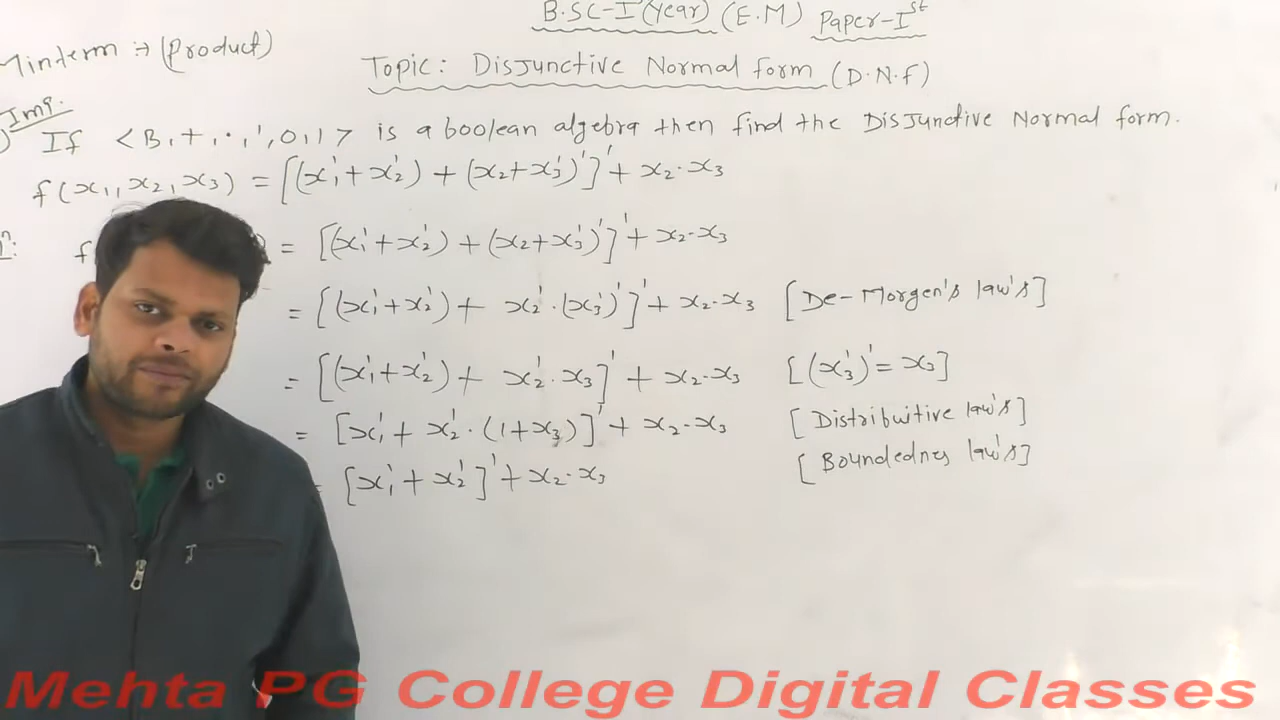 B.SC-I (Year) (E.M) Paper-Ist
Minterm :→ (Product)
Topic: Disjunctive Normal form (D.N.F)
Imp.
If <B, +, ·, ', 0, 1> is a boolean algebra then find the Disjunctive Normal form.
f(x₁, x₂, x₃) = [(x₁' + x₂') + (x₂ + x₃')']' + x₂·x₃
f = [(x₁' + x₂') + (x₂ + x₃')']' + x₂·x₃
= [(x₁' + x₂') + x₂'·(x₃')']' + x₂·x₃ [De-Morgen's law's]
= [(x₁' + x₂') + x₂'·x₃]' + x₂·x₃ [(x₃')' = x₃]
= [x₁' + x₂'·(1 + x₃)]' + x₂·x₃ [Distribuitive law's]
[x₁' + x₂']' + x₂·x₃ [Boundednes law's]
Mehta PG College Digital Classes